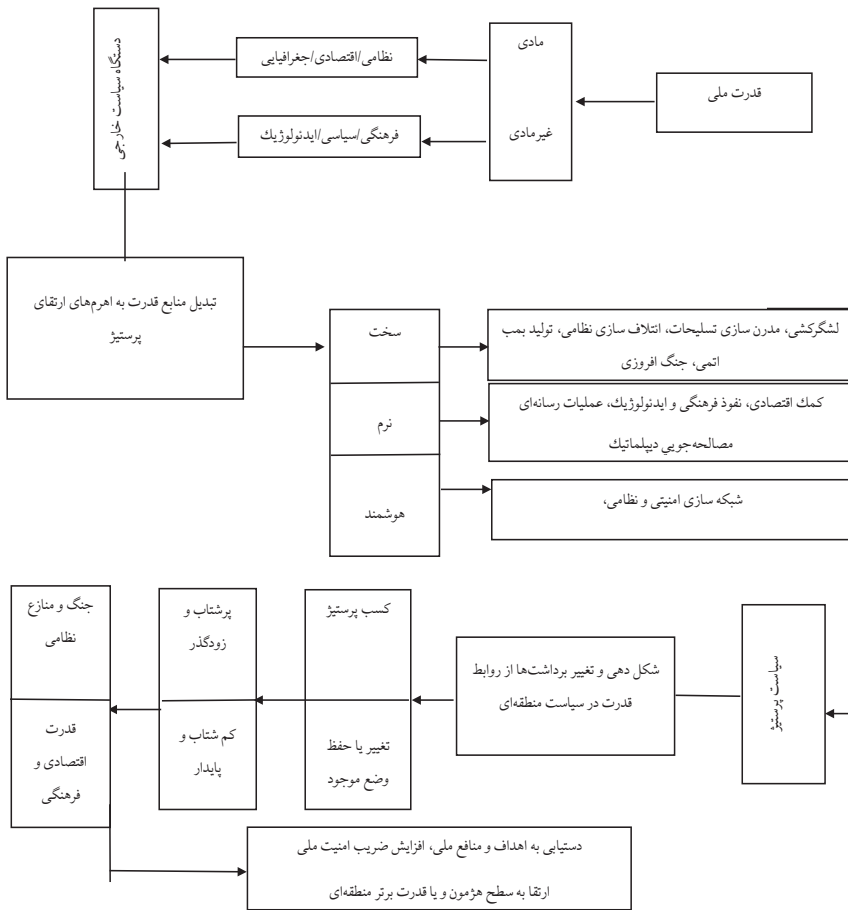 قدرت ملی
مادی
غیرمادی
نظامی/اقتصادی/جغرافیایی
فرهنگی/سیاسی/ایدئولوژيك
دستگاه سیاست خارجی
تبدیل منابع قدرت به اهرم‌های ارتقای
پرستیژ
سخت
نرم
هوشمند
لشگرکشی، مدرن سازی تسلیحات، ائتلاف سازی نظامی، تولید بمب
اتمی، جنگ افروزی
کمك اقتصادی، نفوذ فرهنگی و ایدئولوژيك، عملیات رسانه‌ای
مصالحه‌جويي دیپلماتيك
شبکه سازی امنیتی و نظامی،
سیاست پرستیژ
شکل دهی و تغییر برداشت‌ها از روابط
قدرت در سیاست منطقه‌ای
کسب پرستیژ
تغییر یا حفظ
وضع موجود
پرشتاب و
زودگذر
کم شتاب و
پایدار
جنگ و منازع
نظامی
قدرت
اقتصادی و
فرهنگی
دستیابی به اهداف و منافع ملی، افزایش ضریب امنیت ملی
ارتقا به سطح هژمون و یا قدرت برتر منطقه‌ای